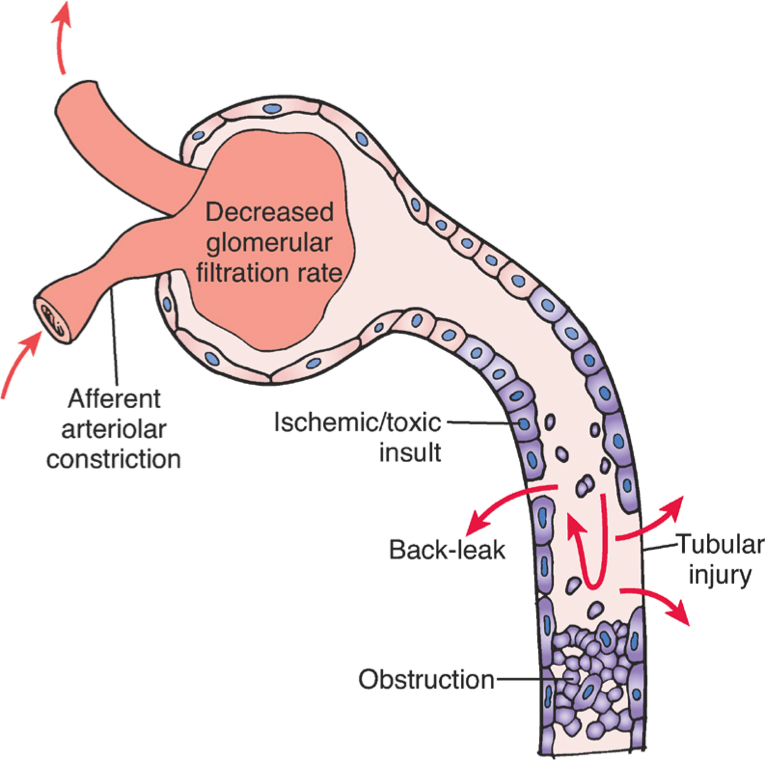 Decreased
glomerular
filtration rate
Afferent
arteriolar
constriction
Ischemic/toxic
insult
Back-leak
Tubular
injury
Obstruction